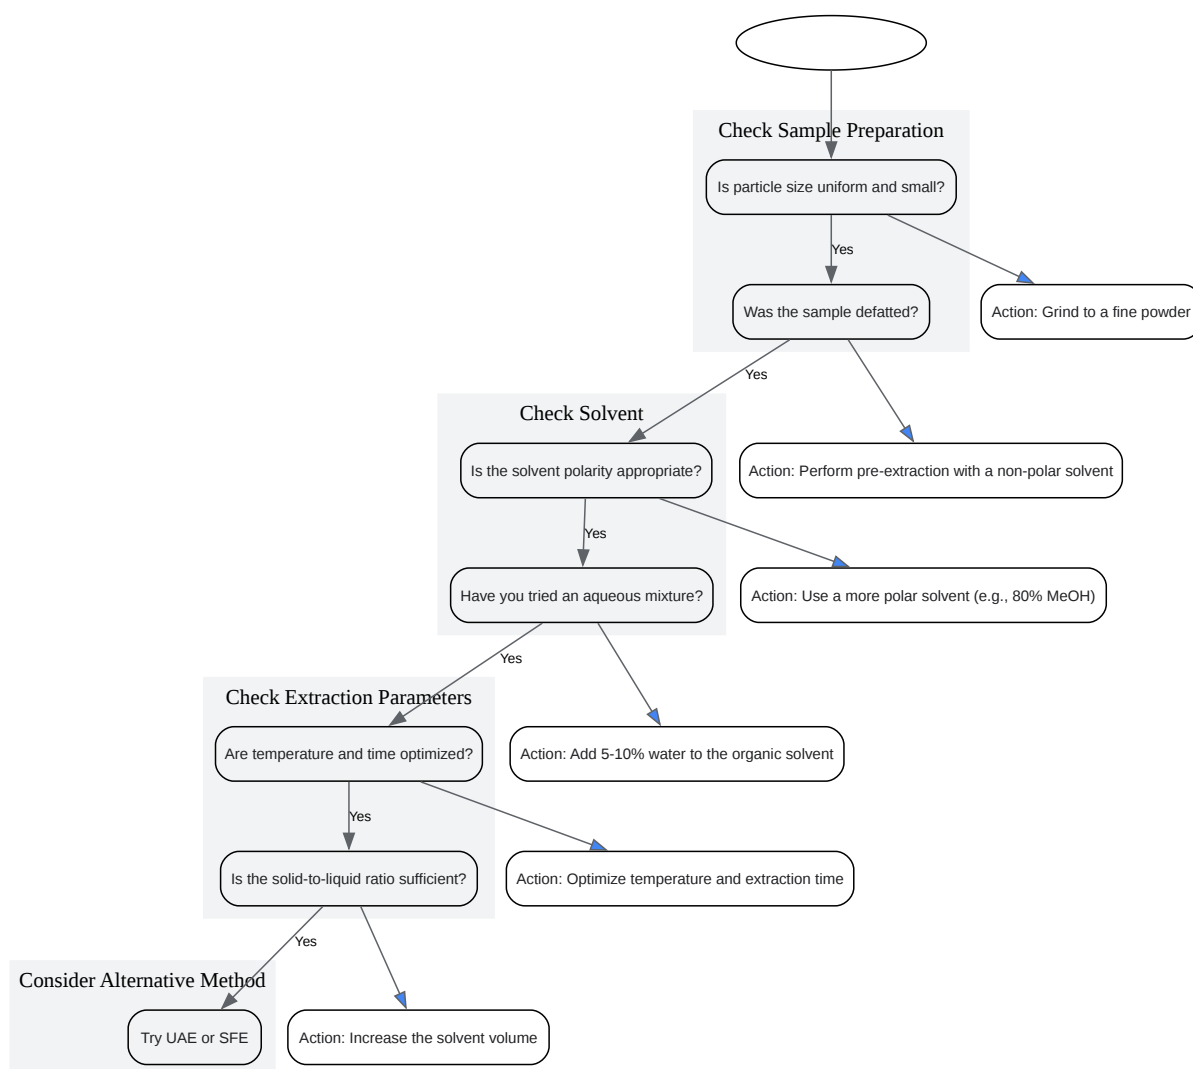 Check Sample Preparation
Is particle size uniform and small?
Yes
Was the sample defatted?
Action: Grind to a fine powder
Yes
Check Solvent
Is the solvent polarity appropriate?
Action: Perform pre-extraction with a non-polar solvent
Yes
Have you tried an aqueous mixture?
Action: Use a more polar solvent (e.g., 80% MeOH)
Yes
Check Extraction Parameters
Are temperature and time optimized?
Action: Add 5-10% water to the organic solvent
Yes
Is the solid-to-liquid ratio sufficient?
Action: Optimize temperature and extraction time
Yes
Consider Alternative Method
Try UAE or SFE
Action: Increase the solvent volume